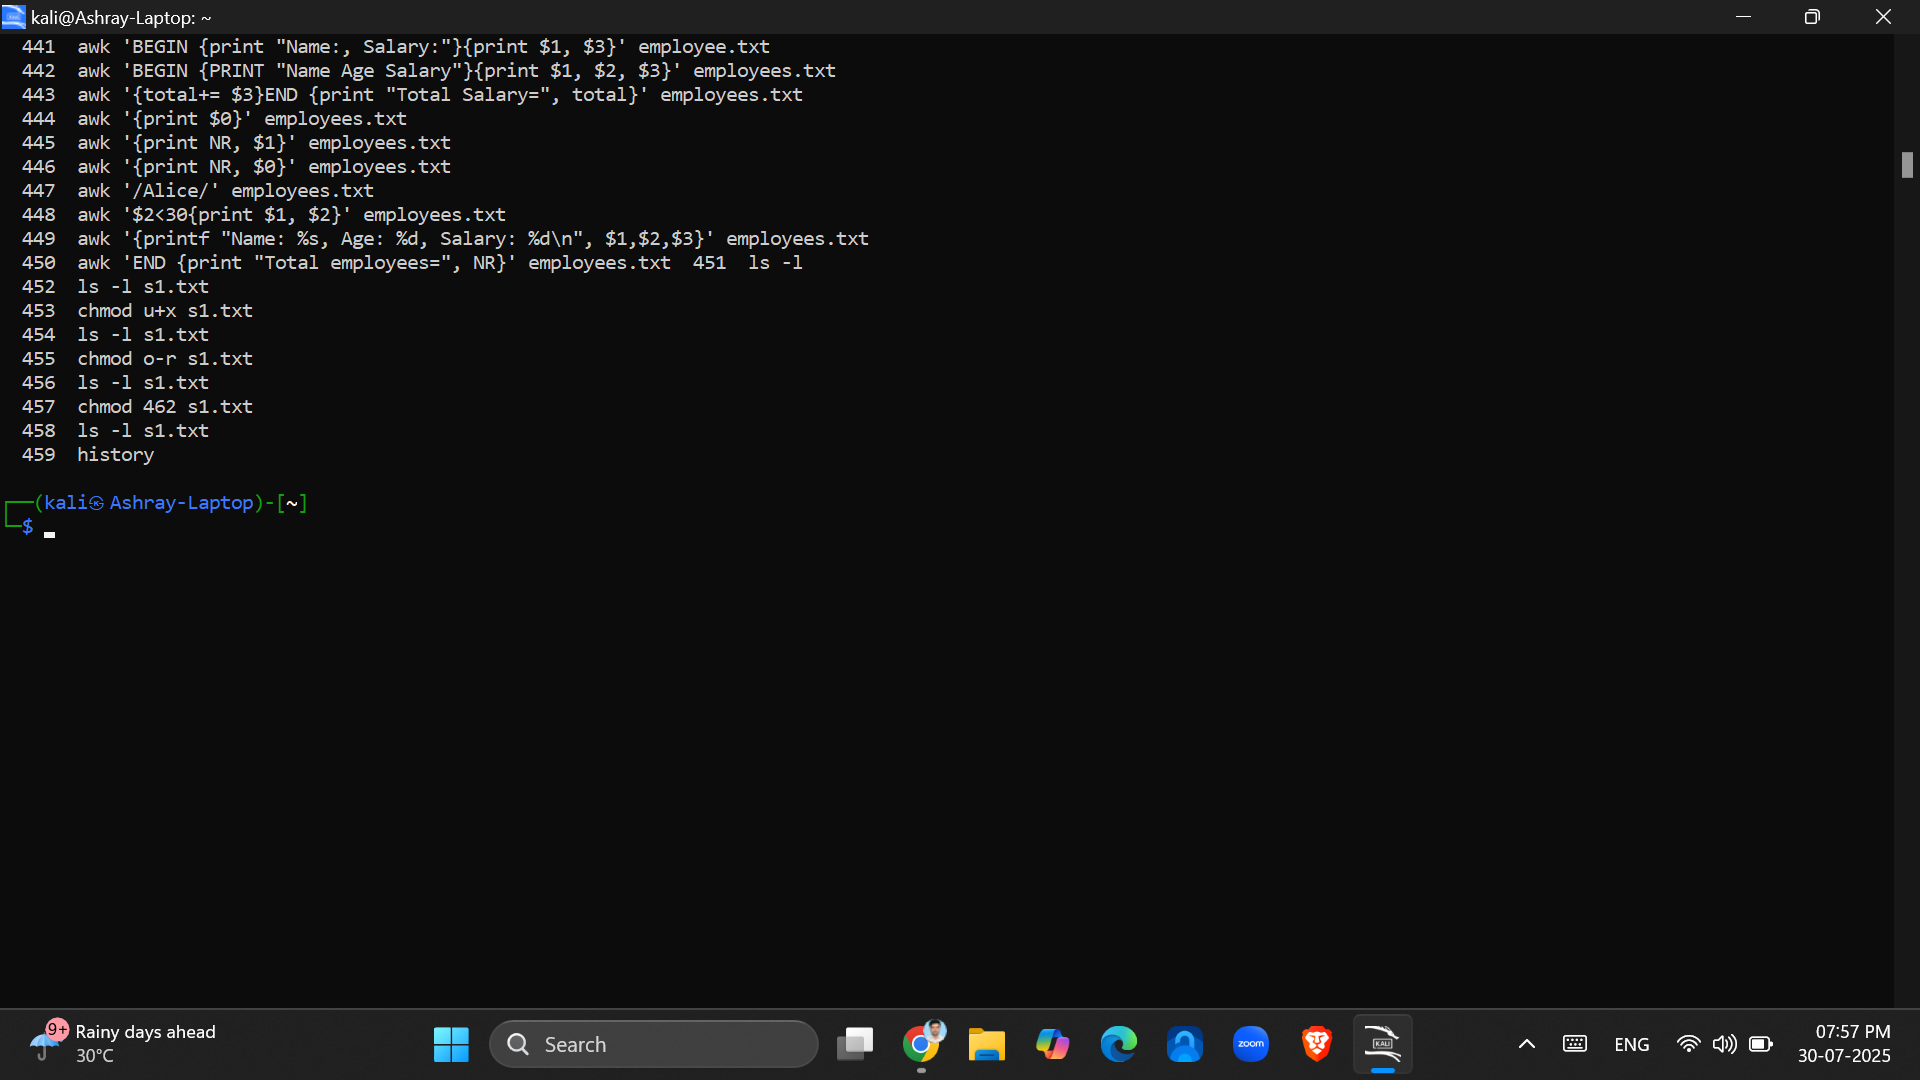 kali@Ashray-Laptop: ~
441  awk 'BEGIN {print "Name:, Salary:"}{print $1, $3}' employee.txt
442  awk 'BEGIN {PRINT "Name Age Salary"}{print $1, $2, $3}' employees.txt
443  awk '{total+= $3}END {print "Total Salary=", total}' employees.txt
444  awk '{print $0}' employees.txt
445  awk '{print NR, $1}' employees.txt
446  awk '{print NR, $0}' employees.txt
447  awk '/Alice/' employees.txt
448  awk '$2<30{print $1, $2}' employees.txt
449  awk '{printf "Name: %s, Age: %d, Salary: %d\n", $1,$2,$3}' employees.txt
450  awk 'END {print "Total employees=", NR}' employees.txt  451  ls -l
452  ls -l s1.txt
453  chmod u+x s1.txt
454  ls -l s1.txt
455  chmod o-r s1.txt
456  ls -l s1.txt
457  chmod 462 s1.txt
458  ls -l s1.txt
459  history
┌──(kali㉿Ashray-Laptop)-[~]
└─$
9+ Rainy days ahead
30°C
Search
zoom
KALI
ENG
07:57 PM
30-07-2025